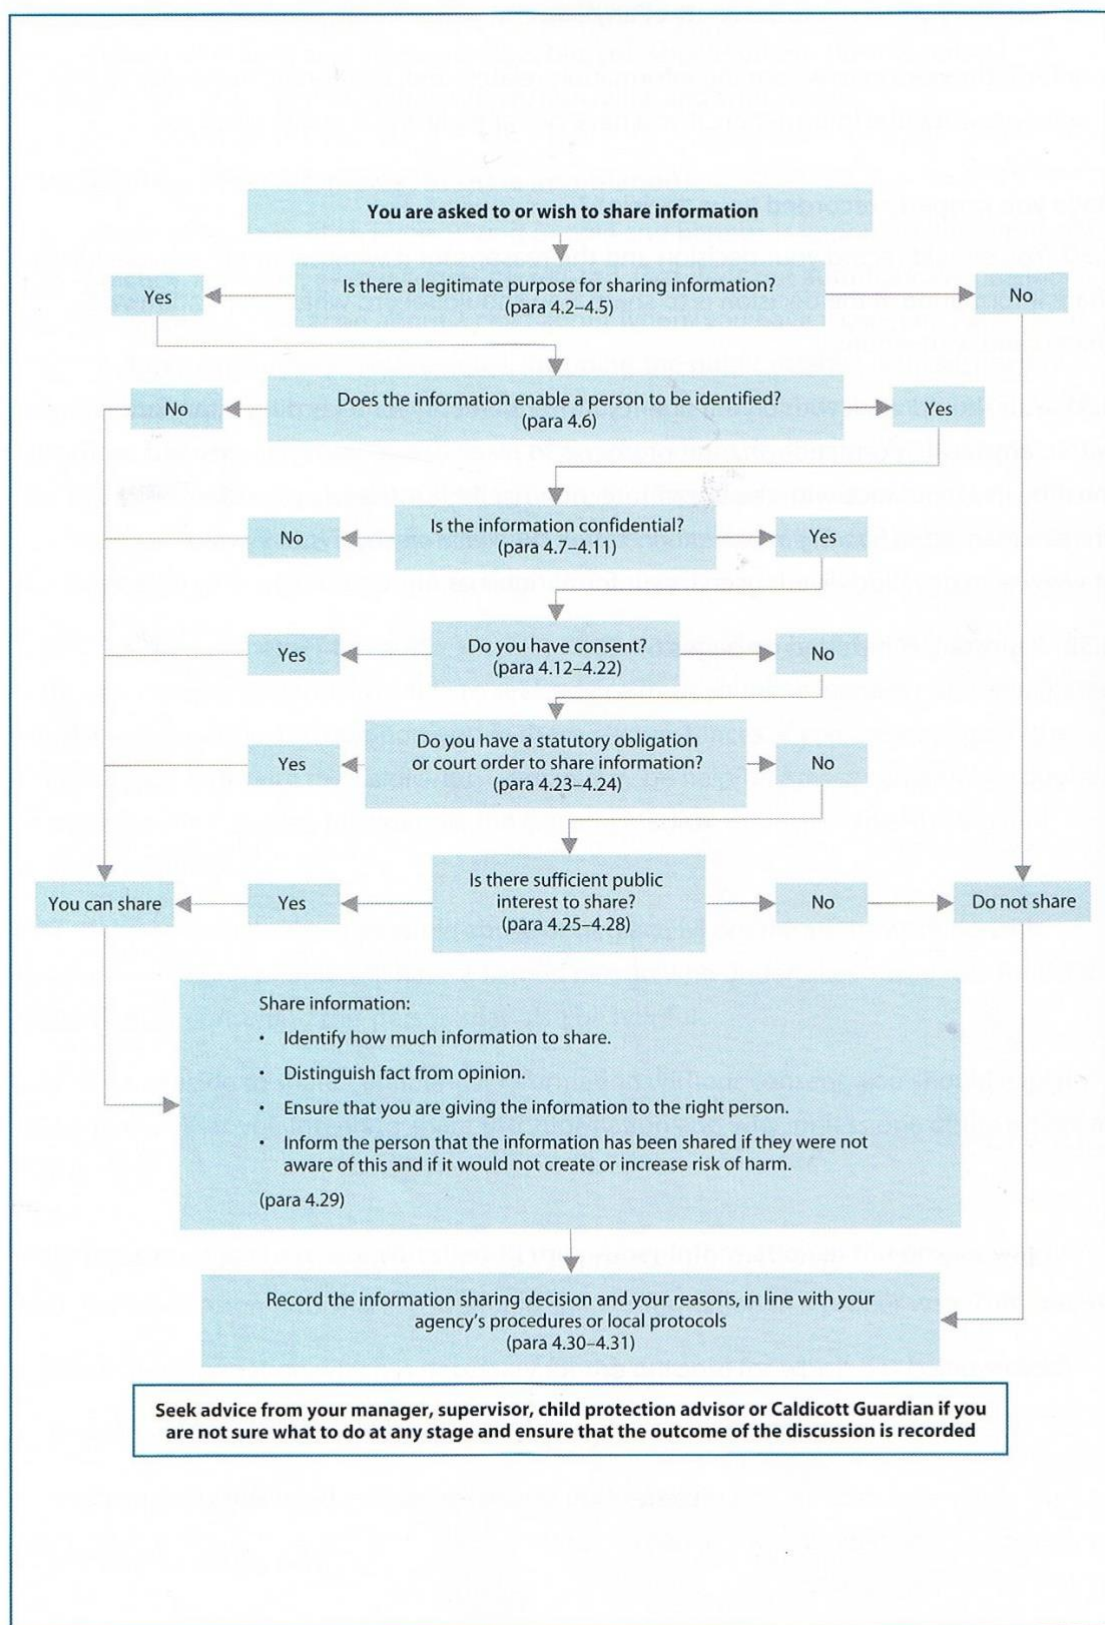 You are asked to or wish to share information
Is there a legitimate purpose for sharing information?
(para 4.2–4.5)
Yes
No
Does the information enable a person to be identified?
(para 4.6)
No
Yes
Is the information confidential?
(para 4.7–4.11)
No
Yes
Do you have consent?
(para 4.12–4.22)
Yes
No
Do you have a statutory obligation
or court order to share information?
(para 4.23–4.24)
Yes
No
Is there sufficient public
interest to share?
(para 4.25–4.28)
You can share
Yes
No
Do not share
Share information:
• Identify how much information to share.
• Distinguish fact from opinion.
• Ensure that you are giving the information to the right person.
• Inform the person that the information has been shared if they were not
aware of this and if it would not create or increase risk of harm.
(para 4.29)
Record the information sharing decision and your reasons, in line with your
agency's procedures or local protocols
(para 4.30–4.31)
Seek advice from your manager, supervisor, child protection advisor or Caldicott Guardian if you
are not sure what to do at any stage and ensure that the outcome of the discussion is recorded